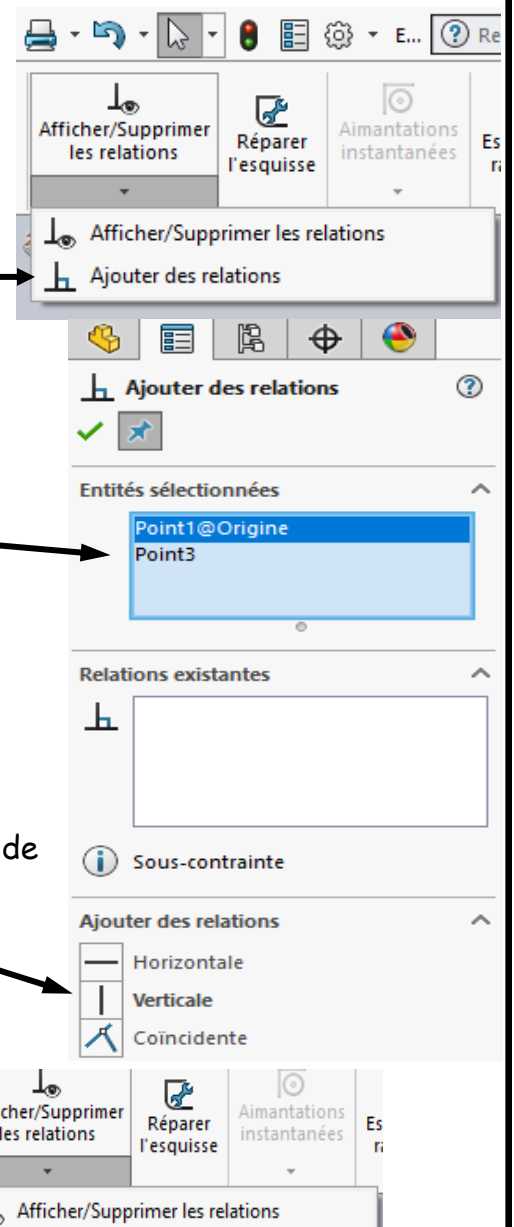 E... ? Re
Afficher/Supprimer
les relations
Réparer
l'esquisse
Aimantations
instantanées
Es
ra
Afficher/Supprimer les relations
Ajouter des relations
Ajouter des relations
Entités sélectionnées
Point1@Origine
Point3
Relations existantes
de
Sous-contrainte
Ajouter des relations
Horizontale
Verticale
Coïncidente
cher/Supprimer
les relations
Réparer
l'esquisse
Aimantations
instantanées
Es
ra
Afficher/Supprimer les relations